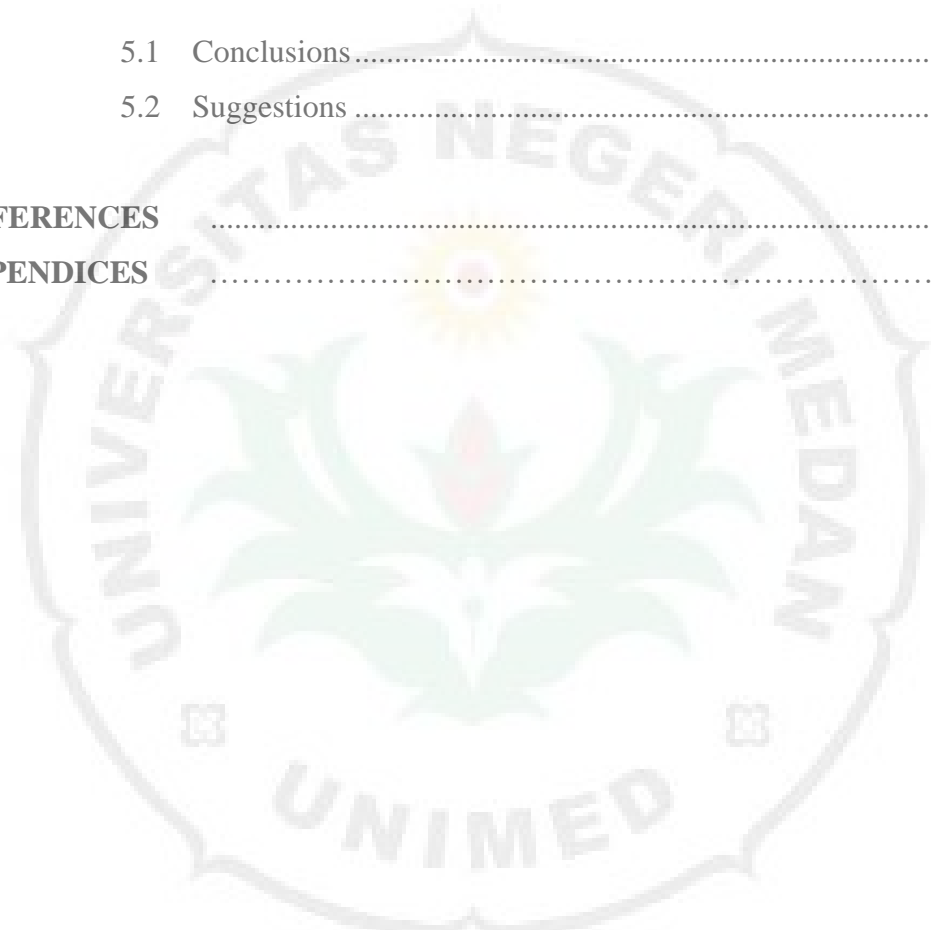 5.1 Conclusions ........................................................................
5.2 Suggestions ........................................................................
FERENCES ........................................................................
PENDICES ........................................................................
UNIVERSITAS NEGERI MEDAN
UNIMED